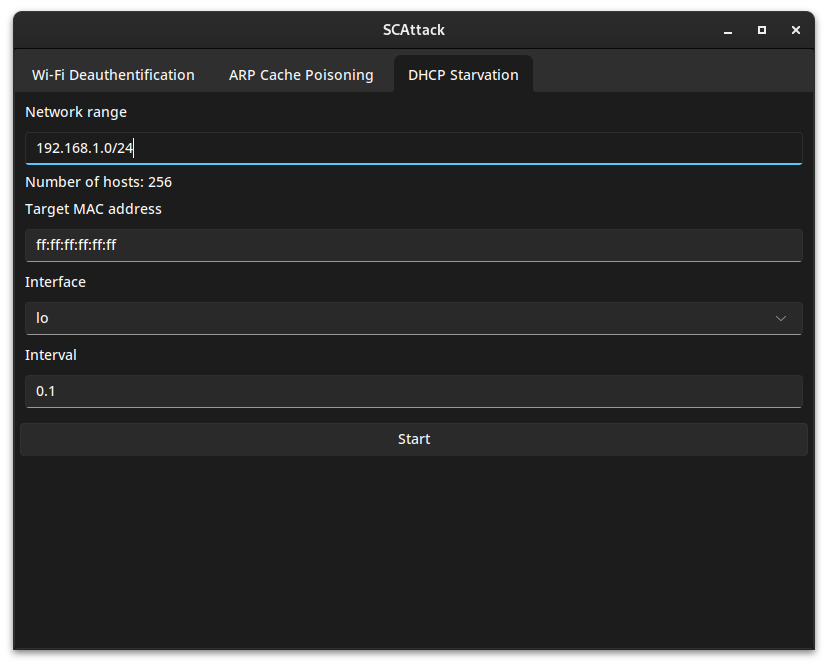 SCAttack
Wi-Fi Deauthentification ARP Cache Poisoning DHCP Starvation
Network range
192.168.1.0/24
Number of hosts: 256
Target MAC address
ff:ff:ff:ff:ff:ff
Interface
lo
Interval
0.1
Start